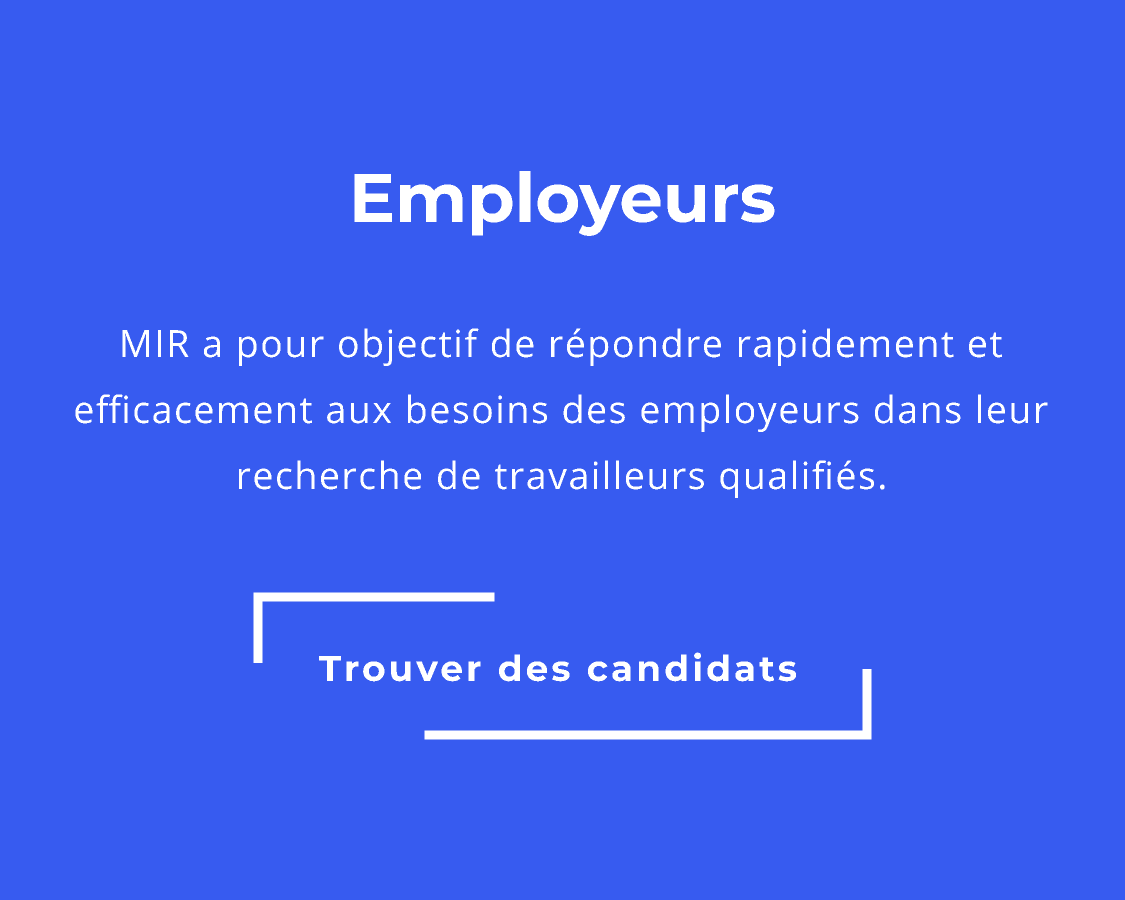 Employeurs
MIR a pour objectif de répondre rapidement et
efficacement aux besoins des employeurs dans leur
recherche de travailleurs qualifiés.
Trouver des candidats